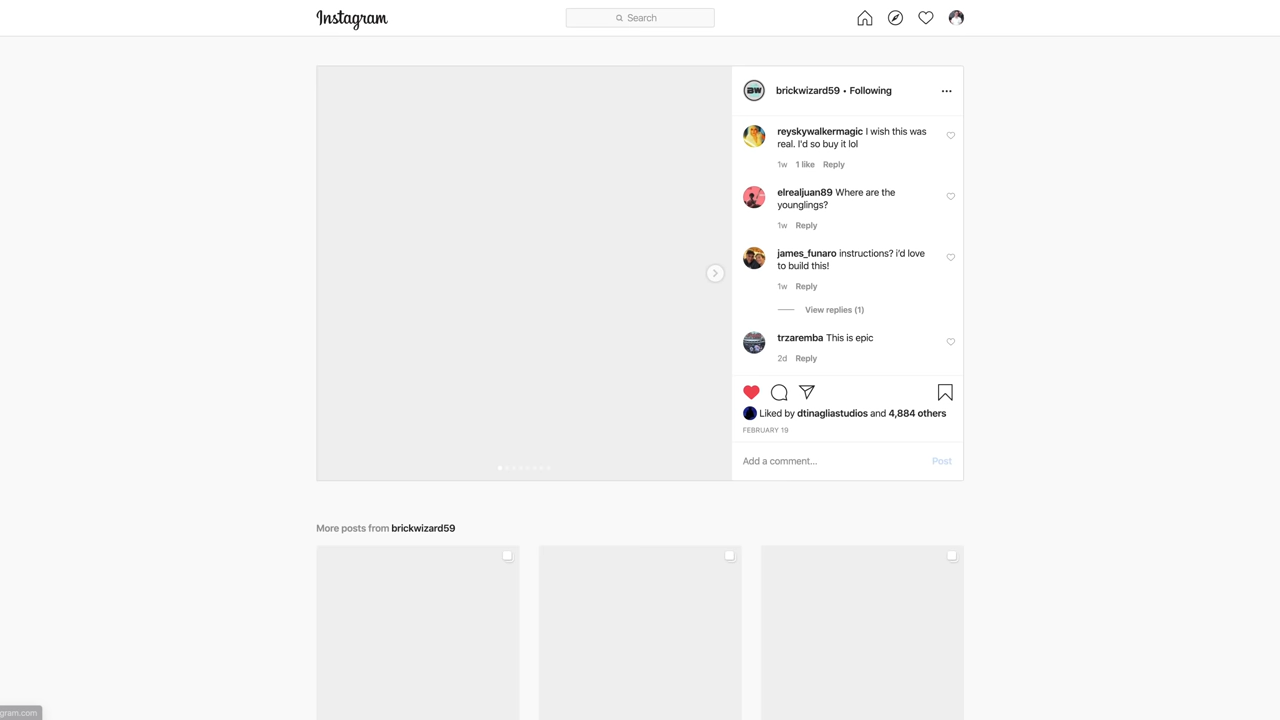 Instagram
Search
BW
brickwizard59 • Following
reyskywalkermagic I wish this was
real. I'd so buy it lol
1w 1 like Reply
elrealjuan89 Where are the
younglings?
1w Reply
james_funaro instructions? i'd love
to build this!
1w Reply
View replies (1)
trzaremba This is epic
2d Reply
Liked by dtinagliastudios and 4,884 others
FEBRUARY 19
Add a comment... Post
More posts from brickwizard59
gram.com